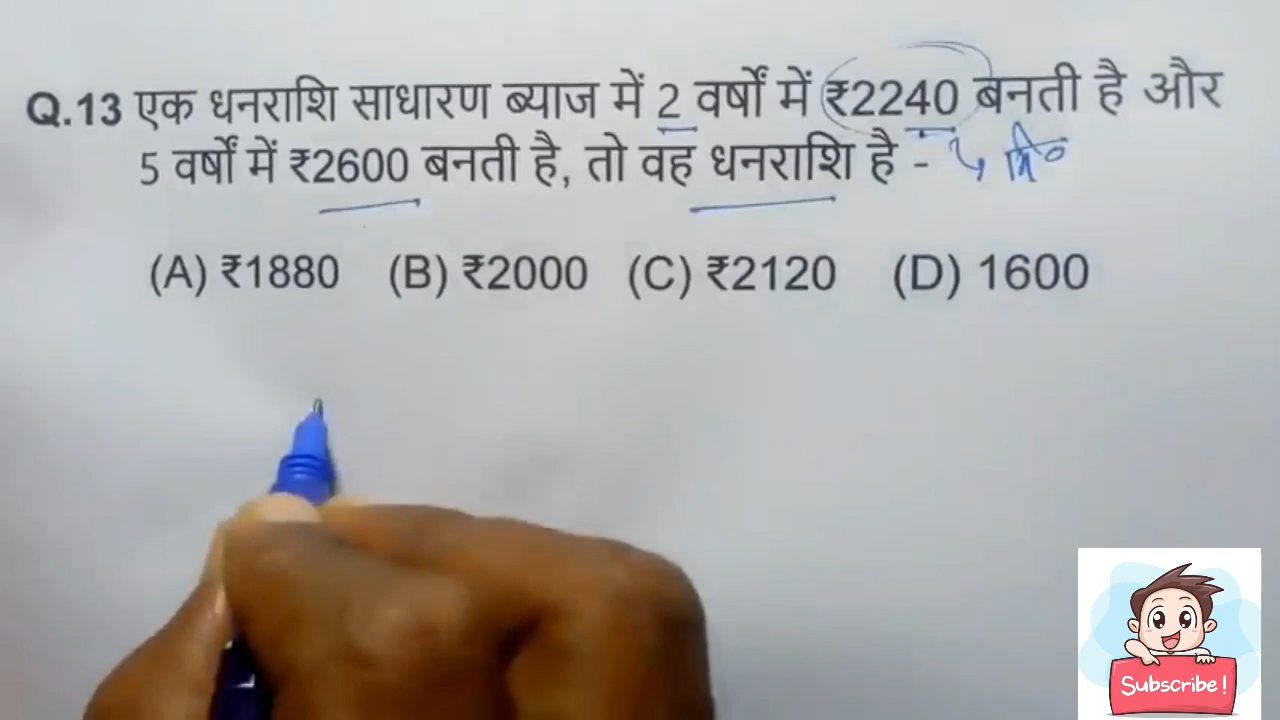 Q.13 एक धनराशि साधारण ब्याज में 2 वर्षों में ₹2240 बनती है और
5 वर्षों में ₹2600 बनती है, तो वह धनराशि है -
(A) ₹1880 (B) ₹2000 (C) ₹2120 (D) 1600
Subscribe!